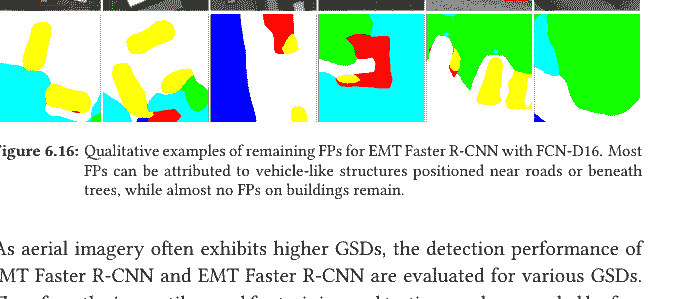 Figure 6.16: Qualitative examples of remaining FPs for EMT Faster R-CNN with FCN-D16. Most
FPs can be attributed to vehicle-like structures positioned near roads or beneath
trees, while almost no FPs on buildings remain.
As aerial imagery often exhibits higher GSDs, the detection performance of
MT Faster R-CNN and EMT Faster R-CNN are evaluated for various GSDs.